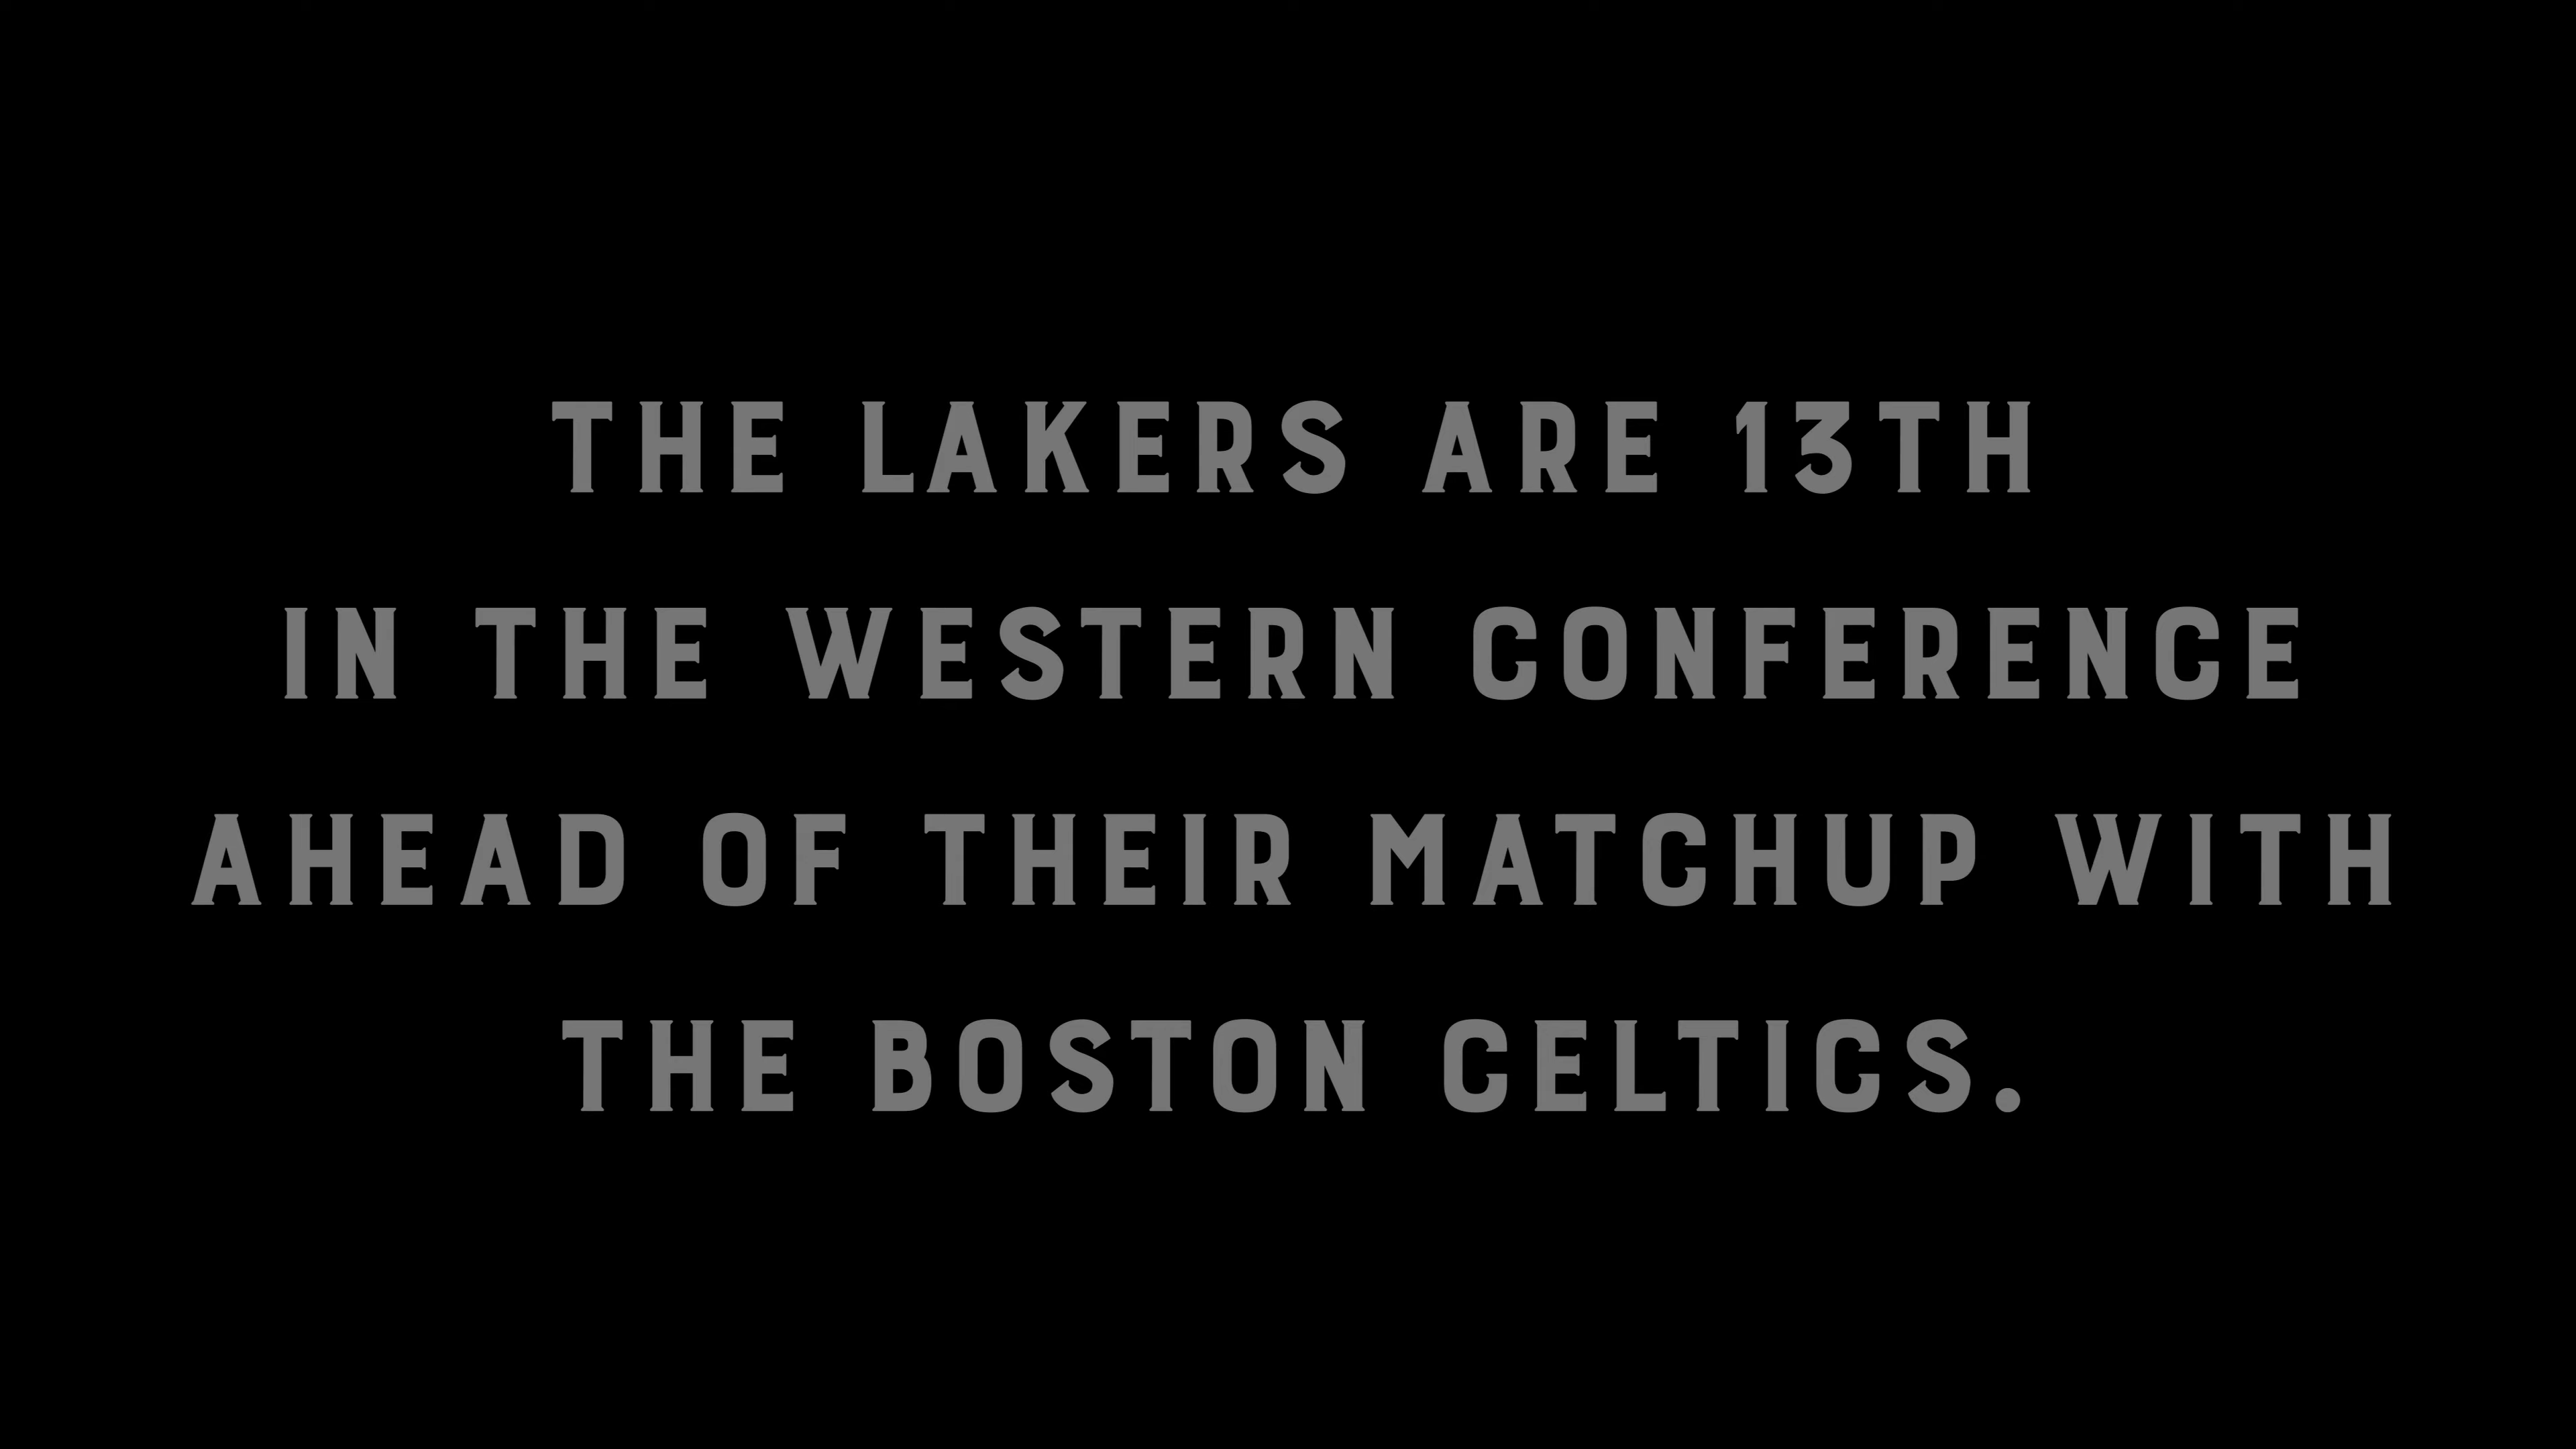 THE LAKERS ARE 13TH
IN THE WESTERN CONFERENCE
AHEAD OF THEIR MATCHUP WITH
THE BOSTON CELTICS.